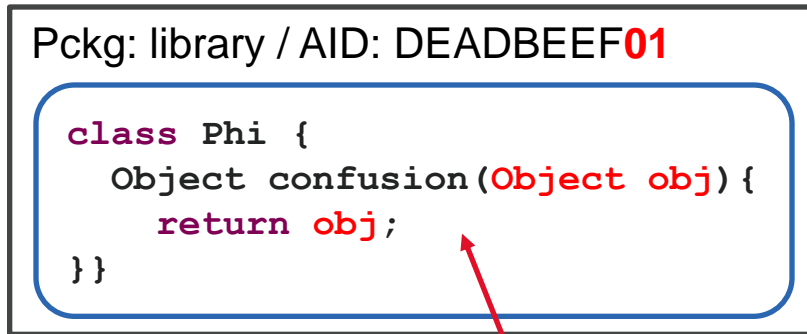 Pckg: library / AID: DEADBEEF01
class Phi {
Object confusion(Object obj){
return obj;
}}